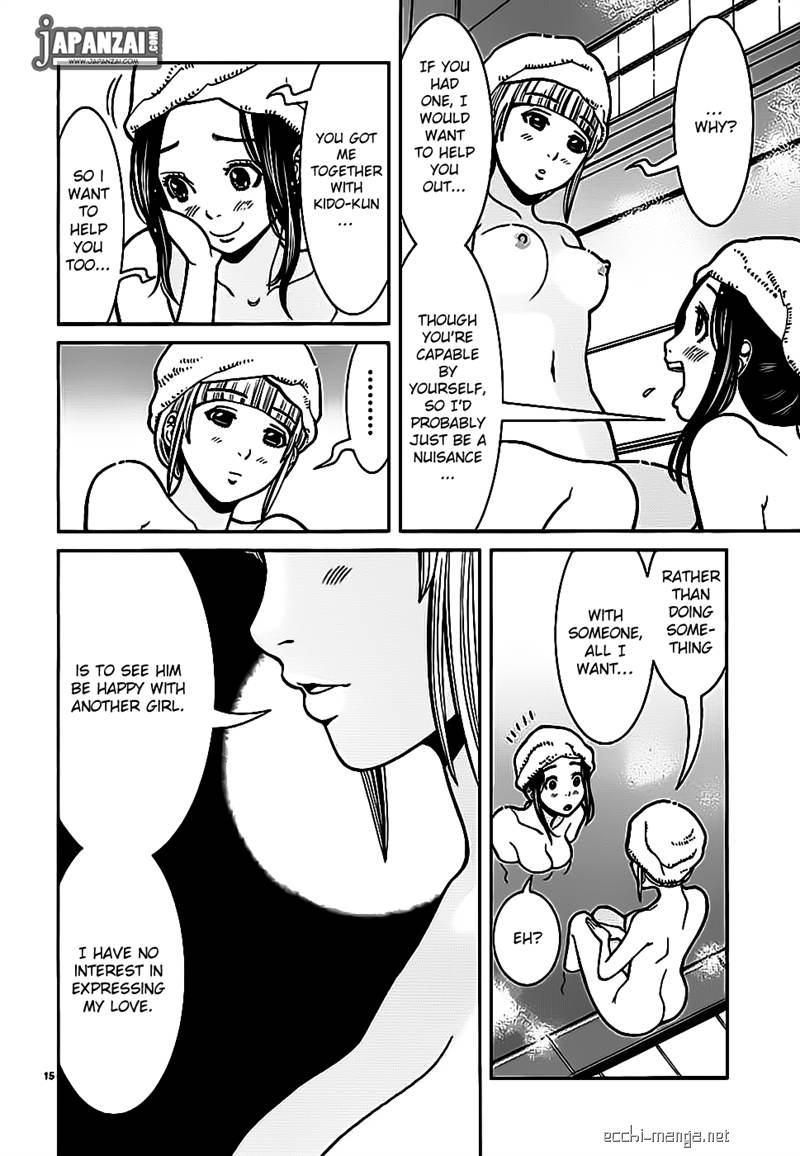 JAPANZAI.COM
WWW.JAPANZAI.COM
...
WHY?
IF YOU
HAD
ONE, I
WOULD
WANT
TO HELP
YOU
OUT...
THOUGH
YOU'RE
CAPABLE
BY
YOURSELF,
SO I'D
PROBABLY
JUST BE A
NUISANCE
...
YOU GOT
ME
TOGETHER
WITH
KIDO-KUN
...
SO I
WANT
TO
HELP
YOU
TOO...
........
RATHER
THAN
DOING
SOME-
THING
WITH
SOMEONE,
ALL I
WANT...
EH?
IS TO SEE HIM
BE HAPPY WITH
ANOTHER GIRL.
I HAVE NO
INTEREST IN
EXPRESSING
MY LOVE.
15
ecchi-manga.net